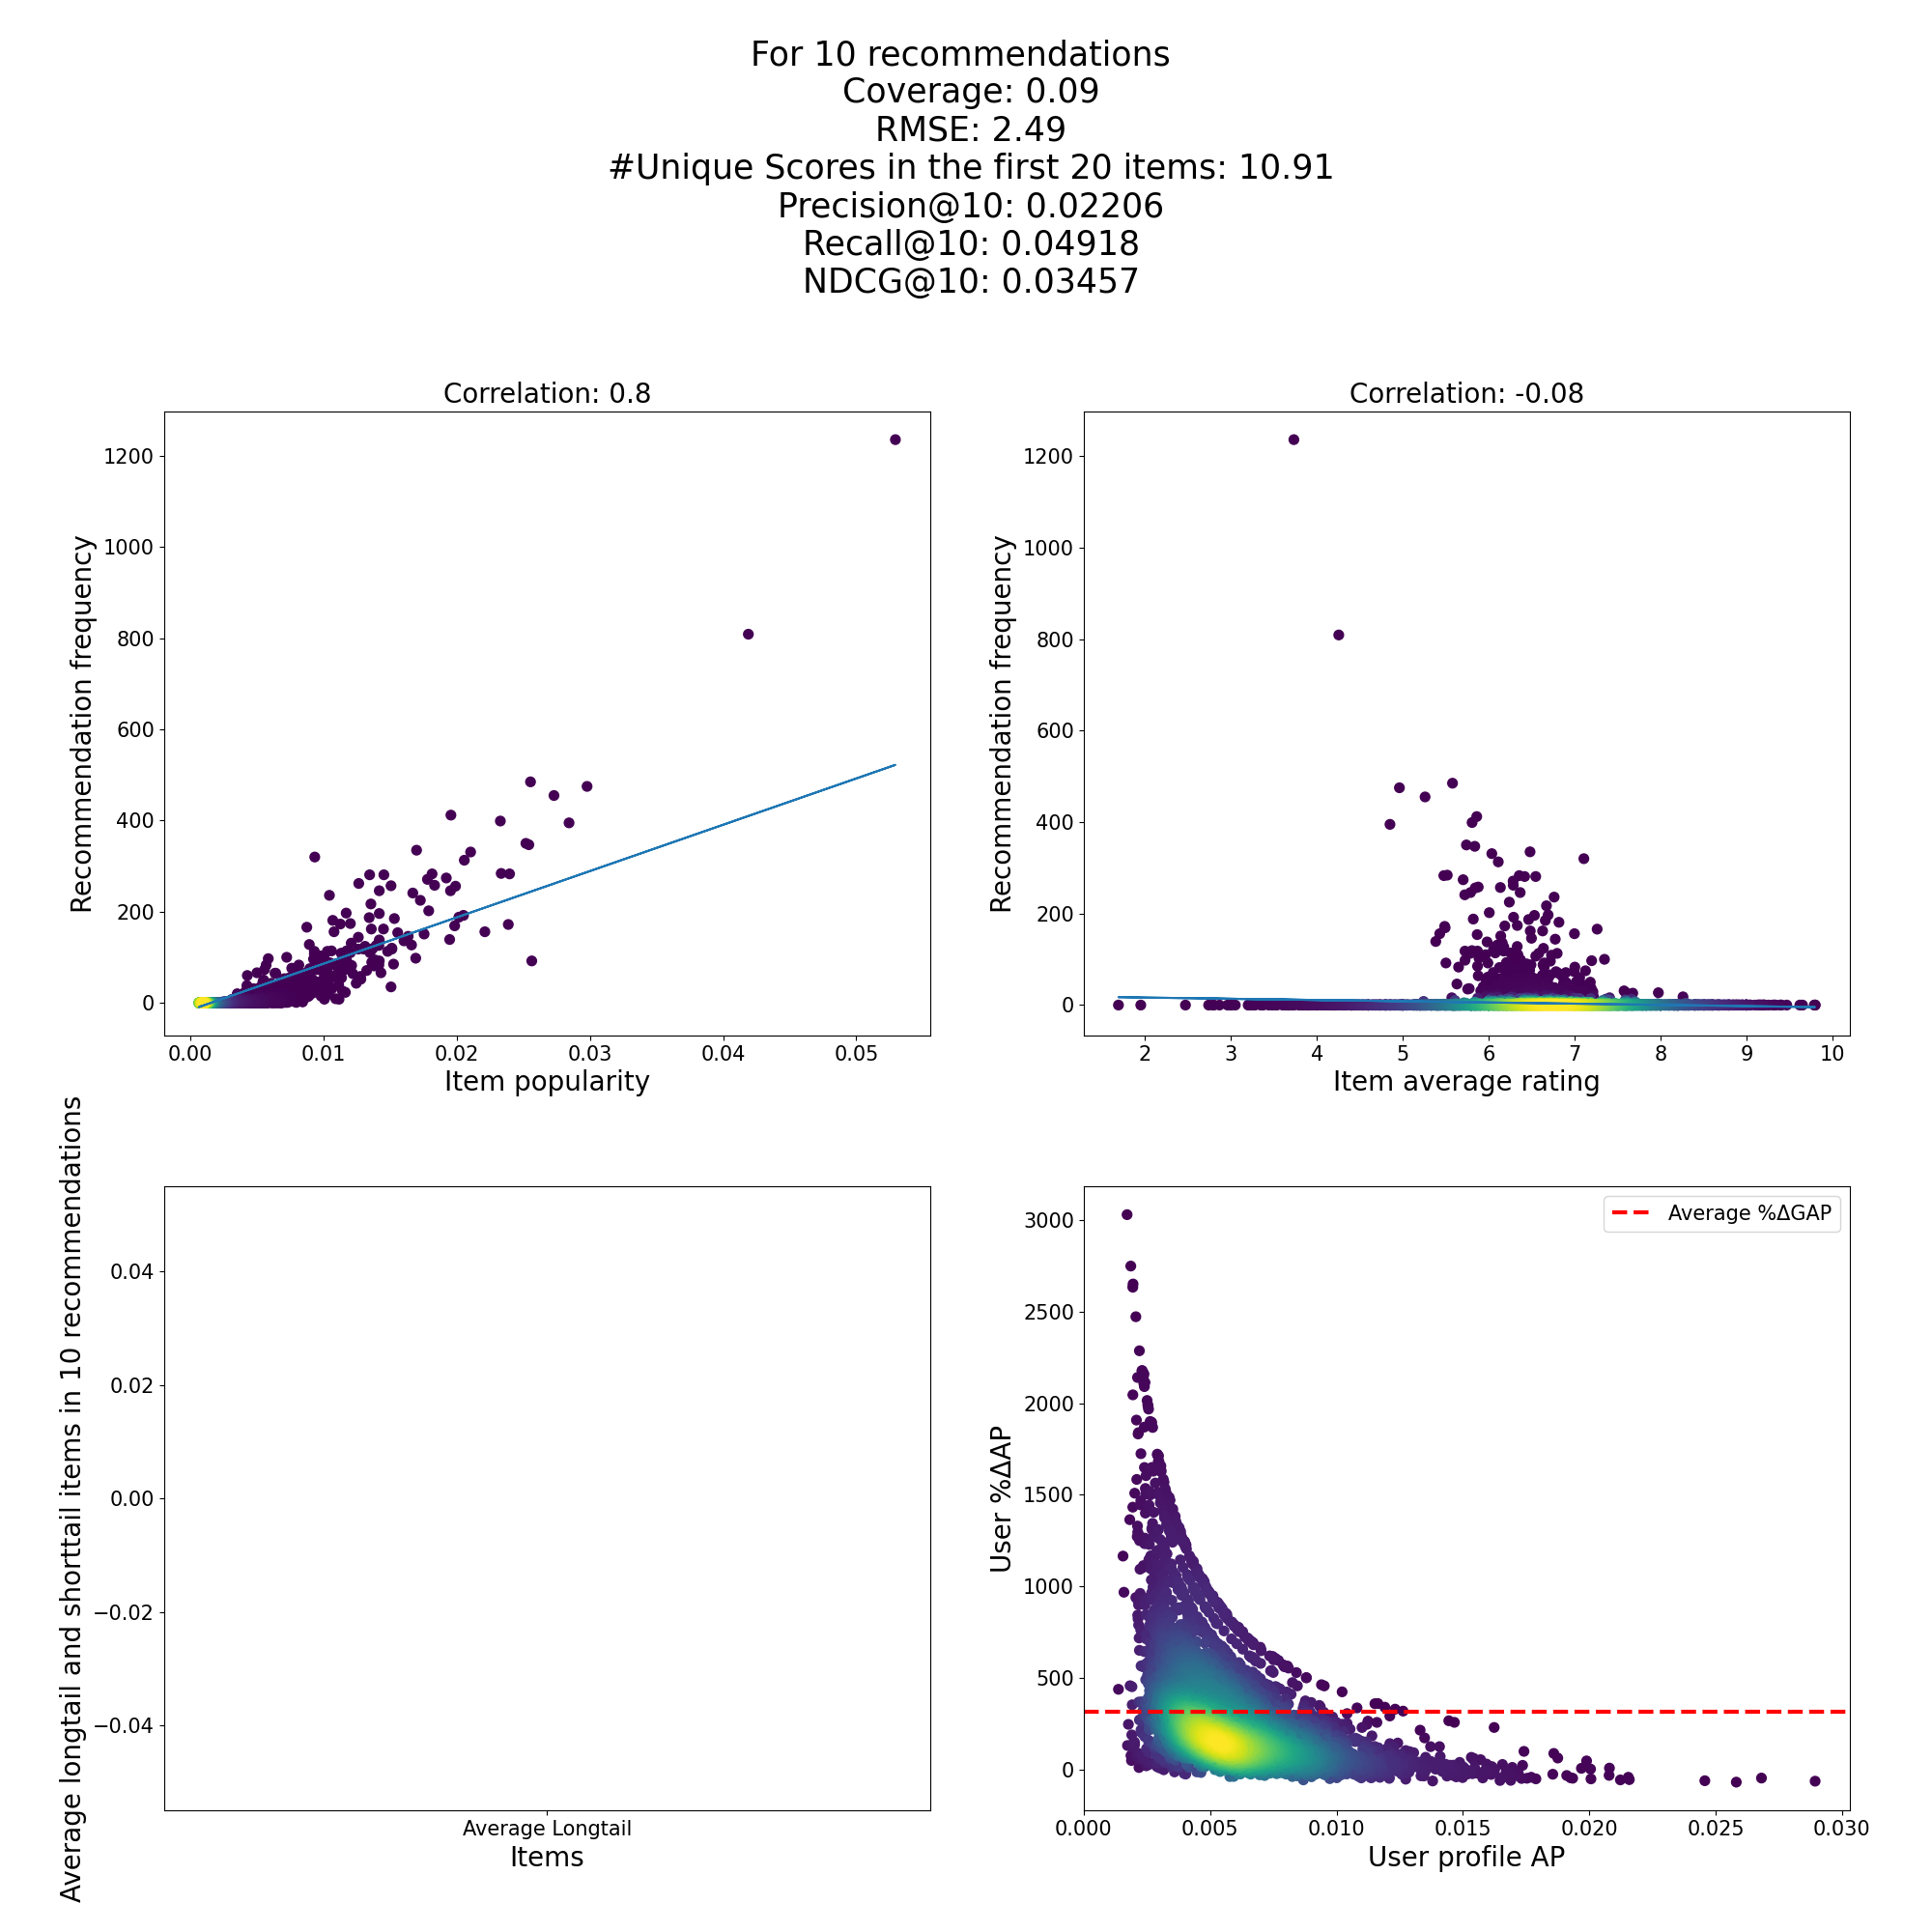 For 10 recommendations
Coverage: 0.09
RMSE: 2.49
#Unique Scores in the first 20 items: 10.91
Precision@10: 0.02206
Recall@10: 0.04918
NDCG@10: 0.03457
Correlation: 0.8
Recommendation frequency
1200
1000
800
600
400
200
0
0.00 0.01 0.02 0.03 0.04 0.05
Item popularity
Correlation: -0.08
Recommendation frequency
1200
1000
800
600
400
200
0
2 3 4 5 6 7 8 9 10
Item average rating
Average longtail and shorttail items in 10 recommendations
0.04
0.02
0.00
−0.02
−0.04
Average Longtail
Items
Average %ΔGAP
User %ΔAP
3000
2500
2000
1500
1000
500
0
0.000 0.005 0.010 0.015 0.020 0.025 0.030
User profile AP